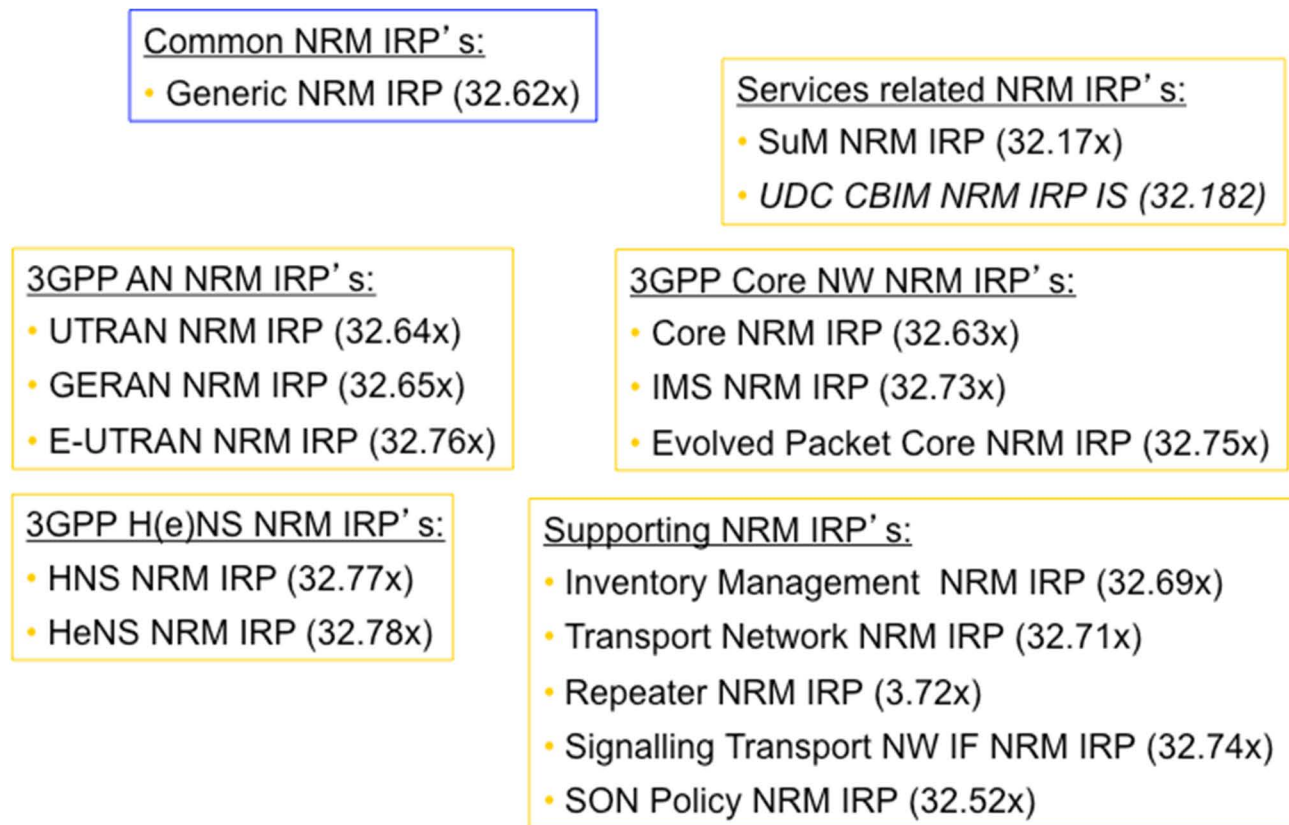 Common NRM IRP’s:
• Generic NRM IRP (32.62x)
Services related NRM IRP’s:
• SuM NRM IRP (32.17x)
• UDC CBIM NRM IRP IS (32.182)
3GPP AN NRM IRP’s:
• UTRAN NRM IRP (32.64x)
• GERAN NRM IRP (32.65x)
• E-UTRAN NRM IRP (32.76x)
3GPP Core NW NRM IRP’s:
• Core NRM IRP (32.63x)
• IMS NRM IRP (32.73x)
• Evolved Packet Core NRM IRP (32.75x)
3GPP H(e)NS NRM IRP’s:
• HNS NRM IRP (32.77x)
• HeNS NRM IRP (32.78x)
Supporting NRM IRP’s:
• Inventory Management NRM IRP (32.69x)
• Transport Network NRM IRP (32.71x)
• Repeater NRM IRP (3.72x)
• Signalling Transport NW IF NRM IRP (32.74x)
• SON Policy NRM IRP (32.52x)